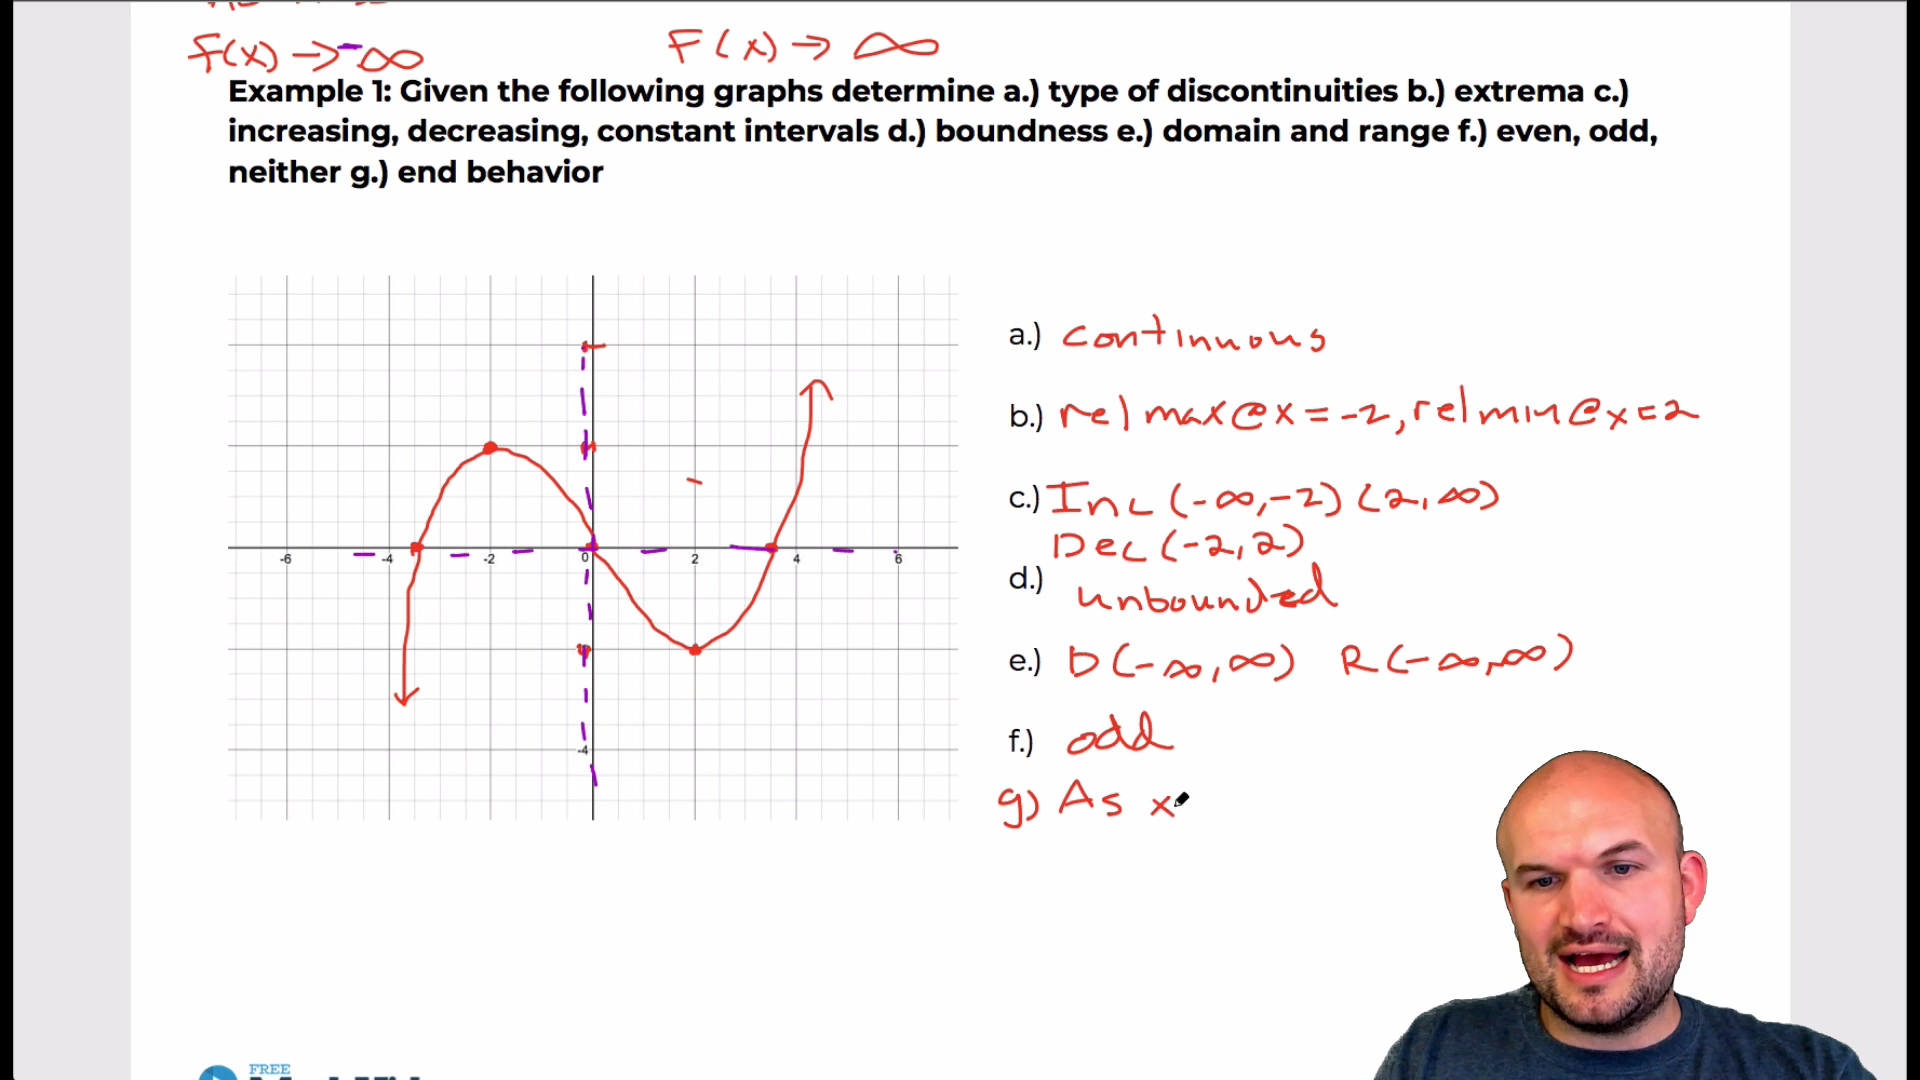 F(x) → -∞ F(x) → ∞
Example 1: Given the following graphs determine a.) type of discontinuities b.) extrema c.)
increasing, decreasing, constant intervals d.) boundness e.) domain and range f.) even, odd,
neither g.) end behavior
a.) continuous
b.) rel max @ x = -2, rel min @ x = 2
c.) Inc (-∞, -2) (2, ∞)
Dec (-2, 2)
d.) unbounded
-6 -4 -2 0 2 4 6
e.) D (-∞, ∞) R (-∞, ∞)
f.) odd
-4
g) As x
FREE